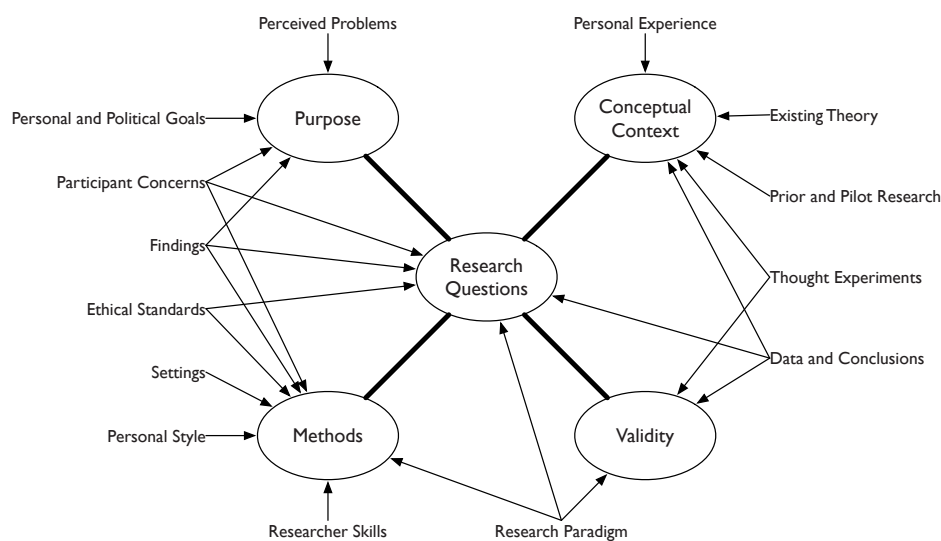 Perceived Problems
Personal Experience
Purpose
Conceptual
Context
Personal and Political Goals
Existing Theory
Participant Concerns
Prior and Pilot Research
Findings
Research
Questions
Thought Experiments
Ethical Standards
Data and Conclusions
Settings
Personal Style
Methods
Validity
Researcher Skills
Research Paradigm